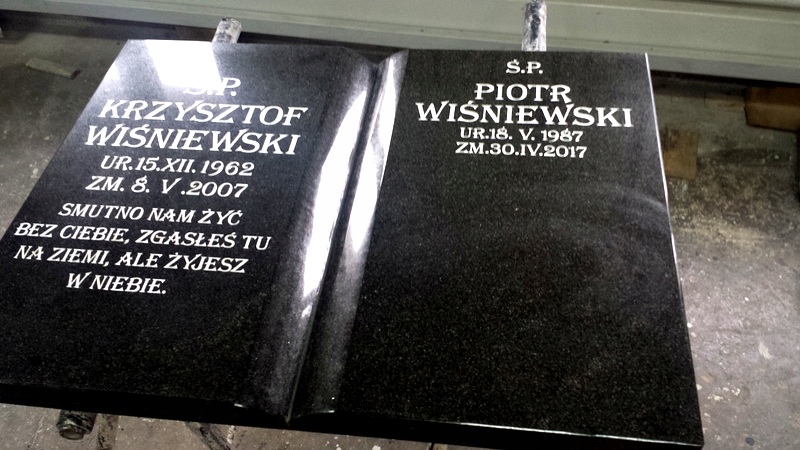 Ś.P.
KRZYSZTOF
WIŚNIEWSKI
UR.15.XII.1962
ZM. 8. V .2007
SMUTNO NAM ŻYĆ
BEZ CIEBIE, ZGASŁEŚ TU
NA ZIEMI, ALE ŻYJESZ
W NIEBIE.
Ś.P.
PIOTR
WIŚNIEWSKI
UR.18. V. 1987
ZM.30.IV.2017